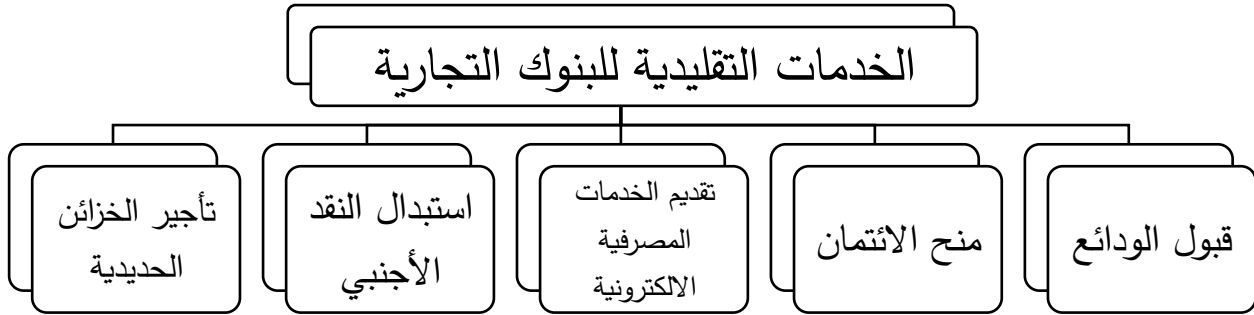 الخدمات التقليدية للبنوك التجارية
قبول الودائع
منح الائتمان
تقديم الخدمات
المصرفية
الالكترونية
استبدال النقد
الأجنبي
تأجير الخزائن
الحديدية